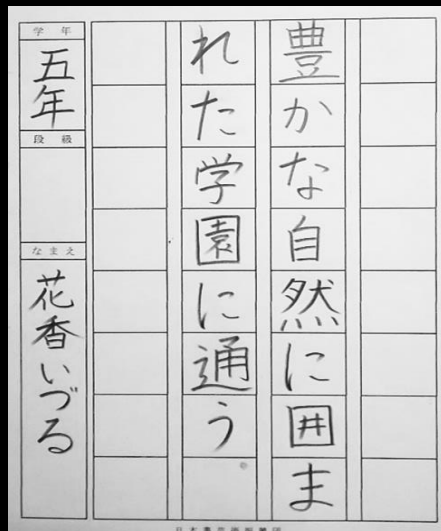 豊かな自然に囲ま
れた学園に通う
学年
五年
段級
なまえ
花香いづる